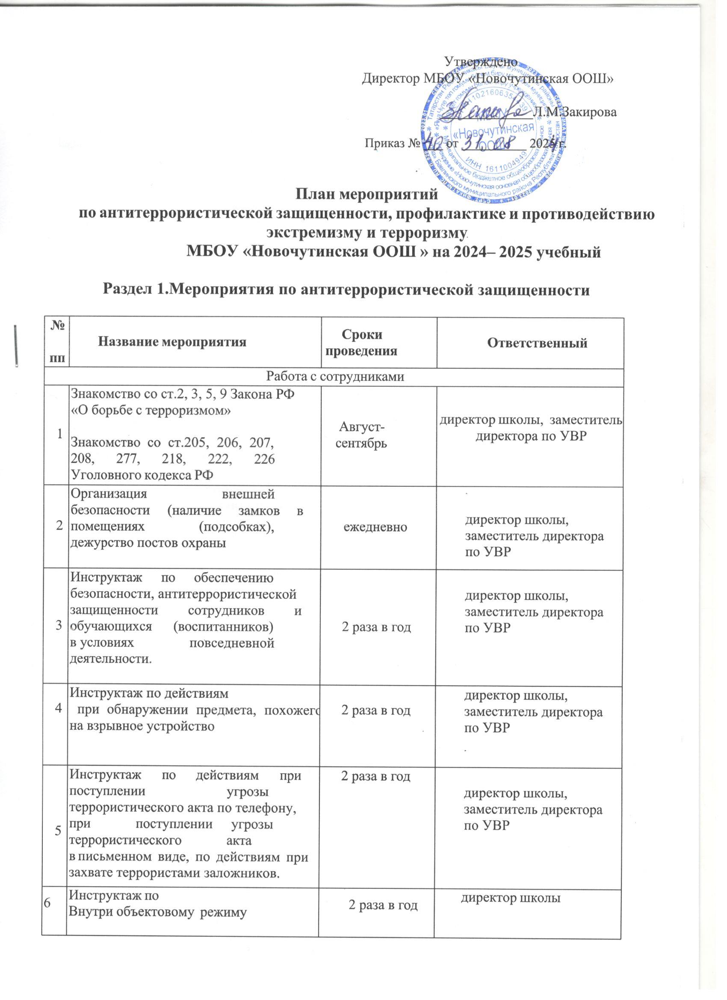 Утверждено
Директор МБОУ «Новочутинская ООШ»
Л.М.Закирова
«Новочутинская
ООШ»
ИНН 1611004949
Приказ № 40 от 31.08 2024 г.
План мероприятий
по антитеррористической защищенности, профилактике и противодействию
экстремизму и терроризму.
МБОУ «Новочутинская ООШ » на 2024– 2025 учебный
Раздел 1.Мероприятия по антитеррористической защищенности
№
пп
Название мероприятия
Сроки
проведения
Ответственный
Работа с сотрудниками
1
Знакомство со ст.2, 3, 5, 9 Закона РФ
«О борьбе с терроризмом»
Знакомство со ст.205, 206, 207,
208, 277, 218, 222, 226
Уголовного кодекса РФ
Август-
сентябрь
директор школы, заместитель
директора по УВР
2
Организация внешней
безопасности (наличие замков в
помещениях (подсобках),
дежурство постов охраны
ежедневно
директор школы,
заместитель директора
по УВР
3
Инструктаж по обеспечению
безопасности, антитеррористической
защищенности сотрудников и
обучающихся (воспитанников)
в условиях повседневной
деятельности.
2 раза в год
директор школы,
заместитель директора
по УВР
4
Инструктаж по действиям
при обнаружении предмета, похожего
на взрывное устройство
2 раза в год
директор школы,
заместитель директора
по УВР
.
5
Инструктаж по действиям при
поступлении угрозы
террористического акта по телефону,
при поступлении угрозы
террористического акта
в письменном виде, по действиям при
захвате террористами заложников.
2 раза в год
директор школы,
заместитель директора
по УВР
6
Инструктаж по
Внутри объектовому режиму
2 раза в год
директор школы